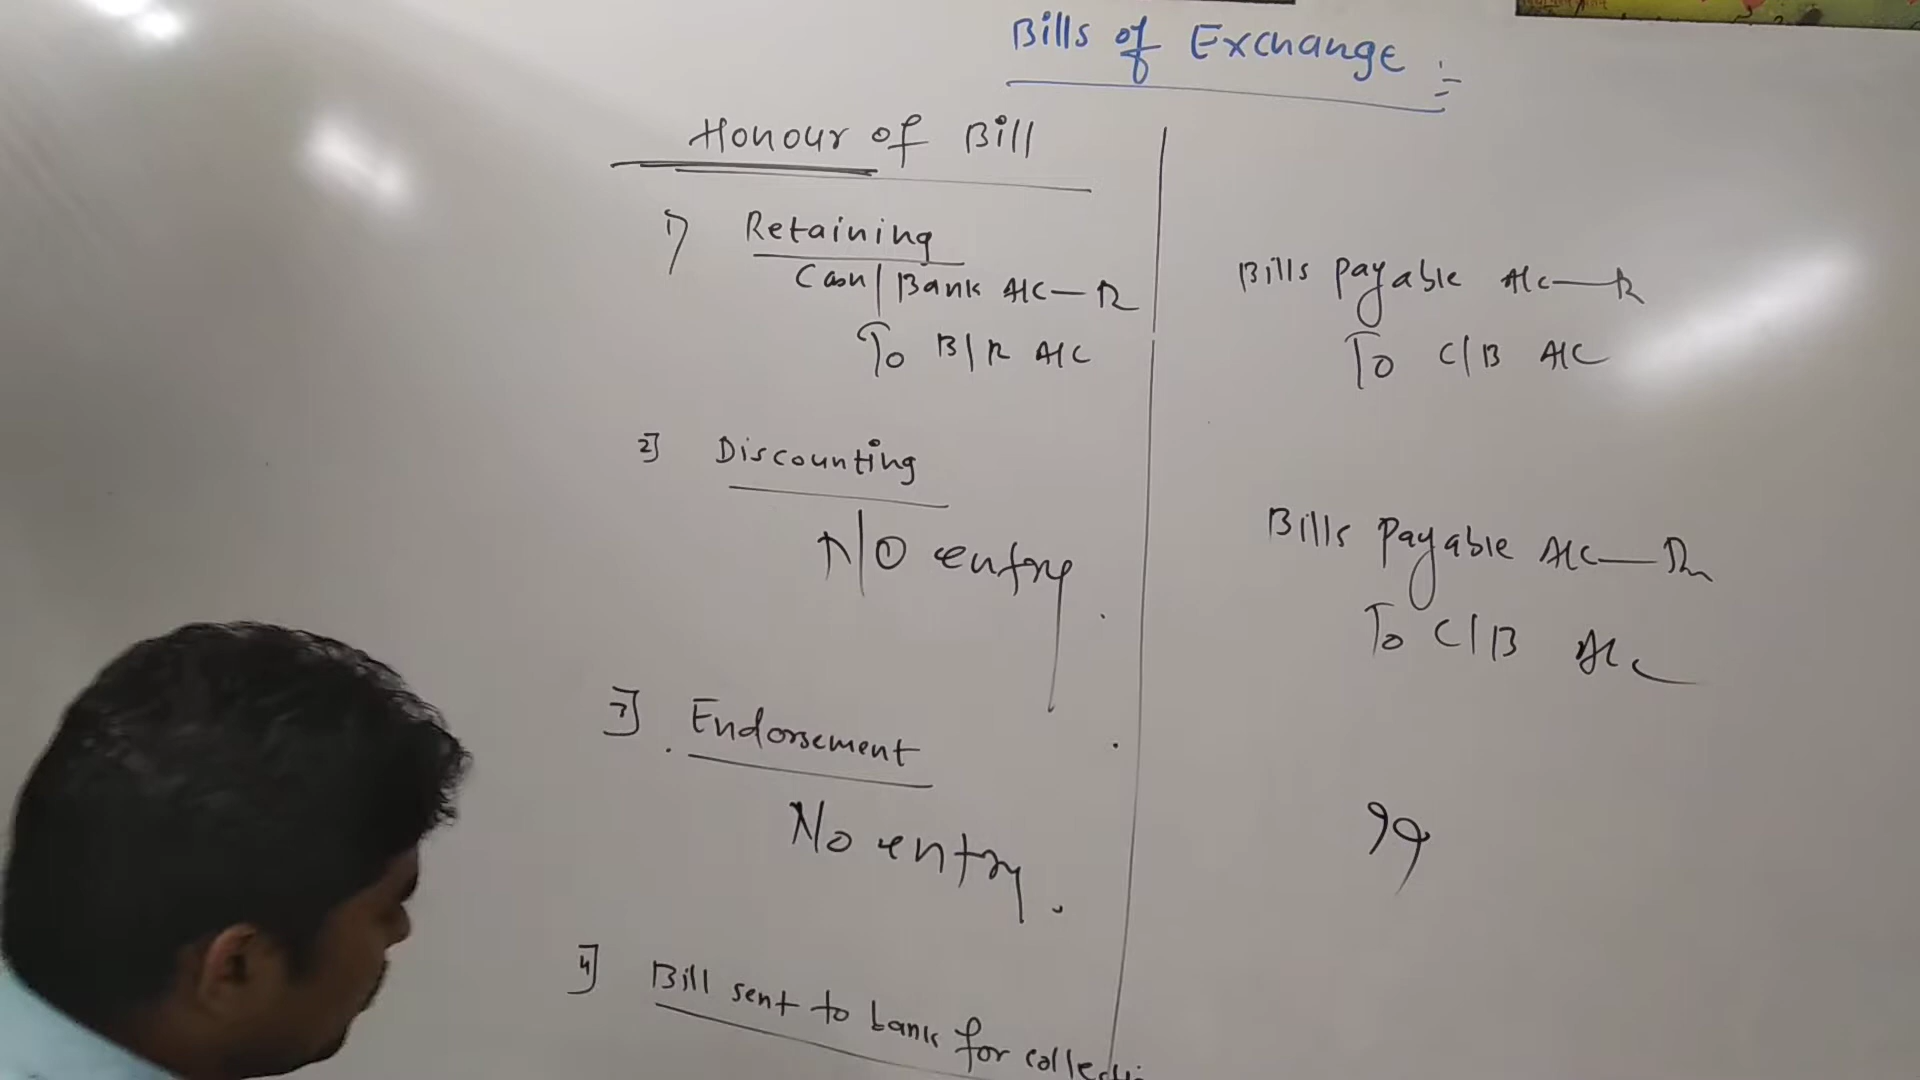 Bills of Exchange :=
Honour of Bill
1) Retaining
Cash/Bank A/C — Dr
To B/R A/C
Bills Payable A/c — Dr
To C/B A/C
2] Discounting
No entry.
Bills Payable A/c — Dr
To C/B A/c
3] Endorsement
No entry.
4] Bill sent to bank for collecti